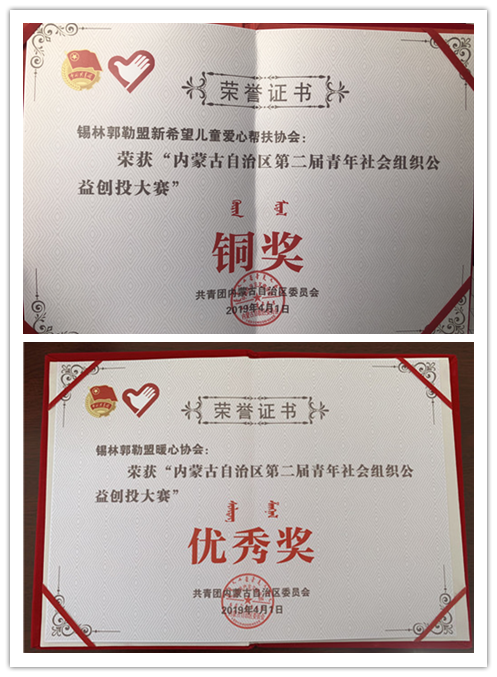 荣誉证书
锡林郭勒盟新希望儿童爱心帮扶协会：
荣获“内蒙古自治区第二届青年社会组织公
益创投大赛”
铜奖
共青团内蒙古自治区委员会
2019年4月1日
荣誉证书
锡林郭勒盟暖心协会：
荣获“内蒙古自治区第二届青年社会组织公
益创投大赛”
优秀奖
共青团内蒙古自治区委员会
2019年4月1日